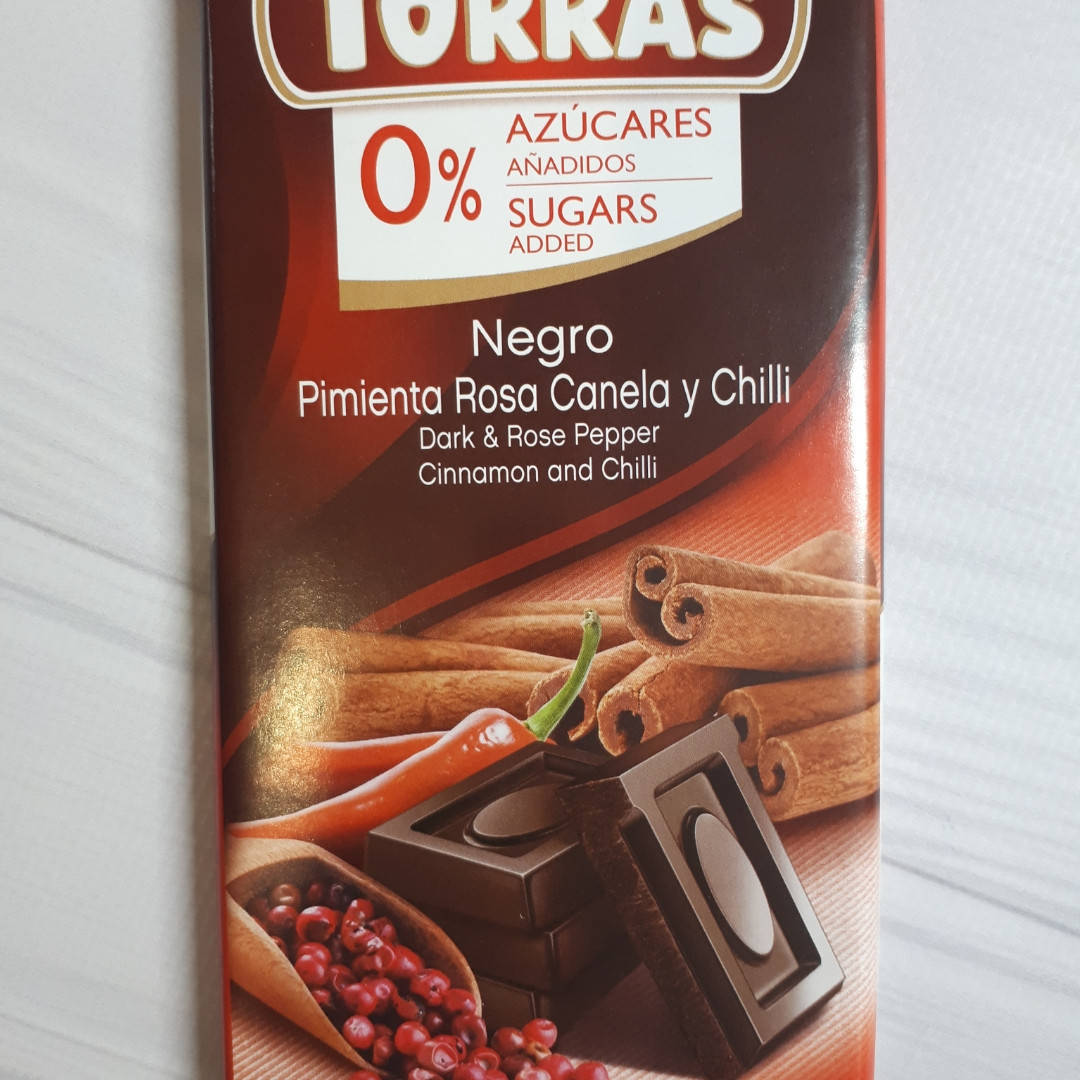 TORRAS
0%
AZÚCARES
AÑADIDOS
SUGARS
ADDED
Negro
Pimienta Rosa Canela y Chilli
Dark & Rose Pepper
Cinnamon and Chilli